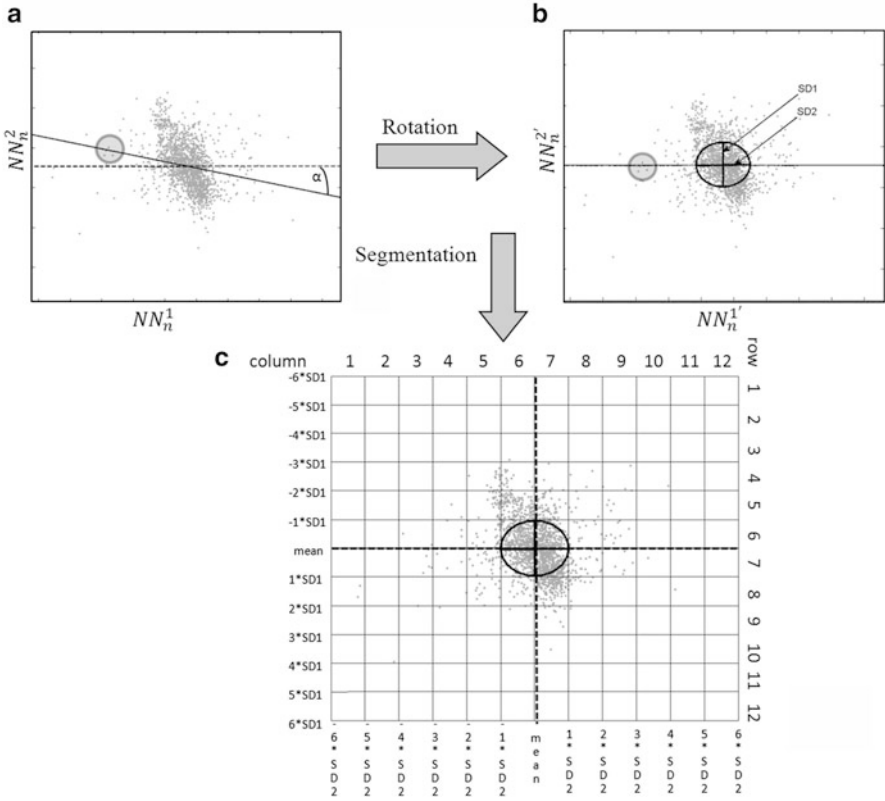 a
NN_n^2
α
NN_n^1
Rotation
b
NN_n^{2'}
SD1
SD2
NN_n^{1'}
Segmentation
c
column 1 2 3 4 5 6 7 8 9 10 11 12
row
1
2
3
4
5
6
7
8
9
10
11
12
-6*SD1
-5*SD1
-4*SD1
-3*SD1
-2*SD1
-1*SD1
mean
1*SD1
2*SD1
3*SD1
4*SD1
5*SD1
6*SD1
-6*SD2
-5*SD2
-4*SD2
-3*SD2
-2*SD2
-1*SD2
mean
1*SD2
2*SD2
3*SD2
4*SD2
5*SD2
6*SD2